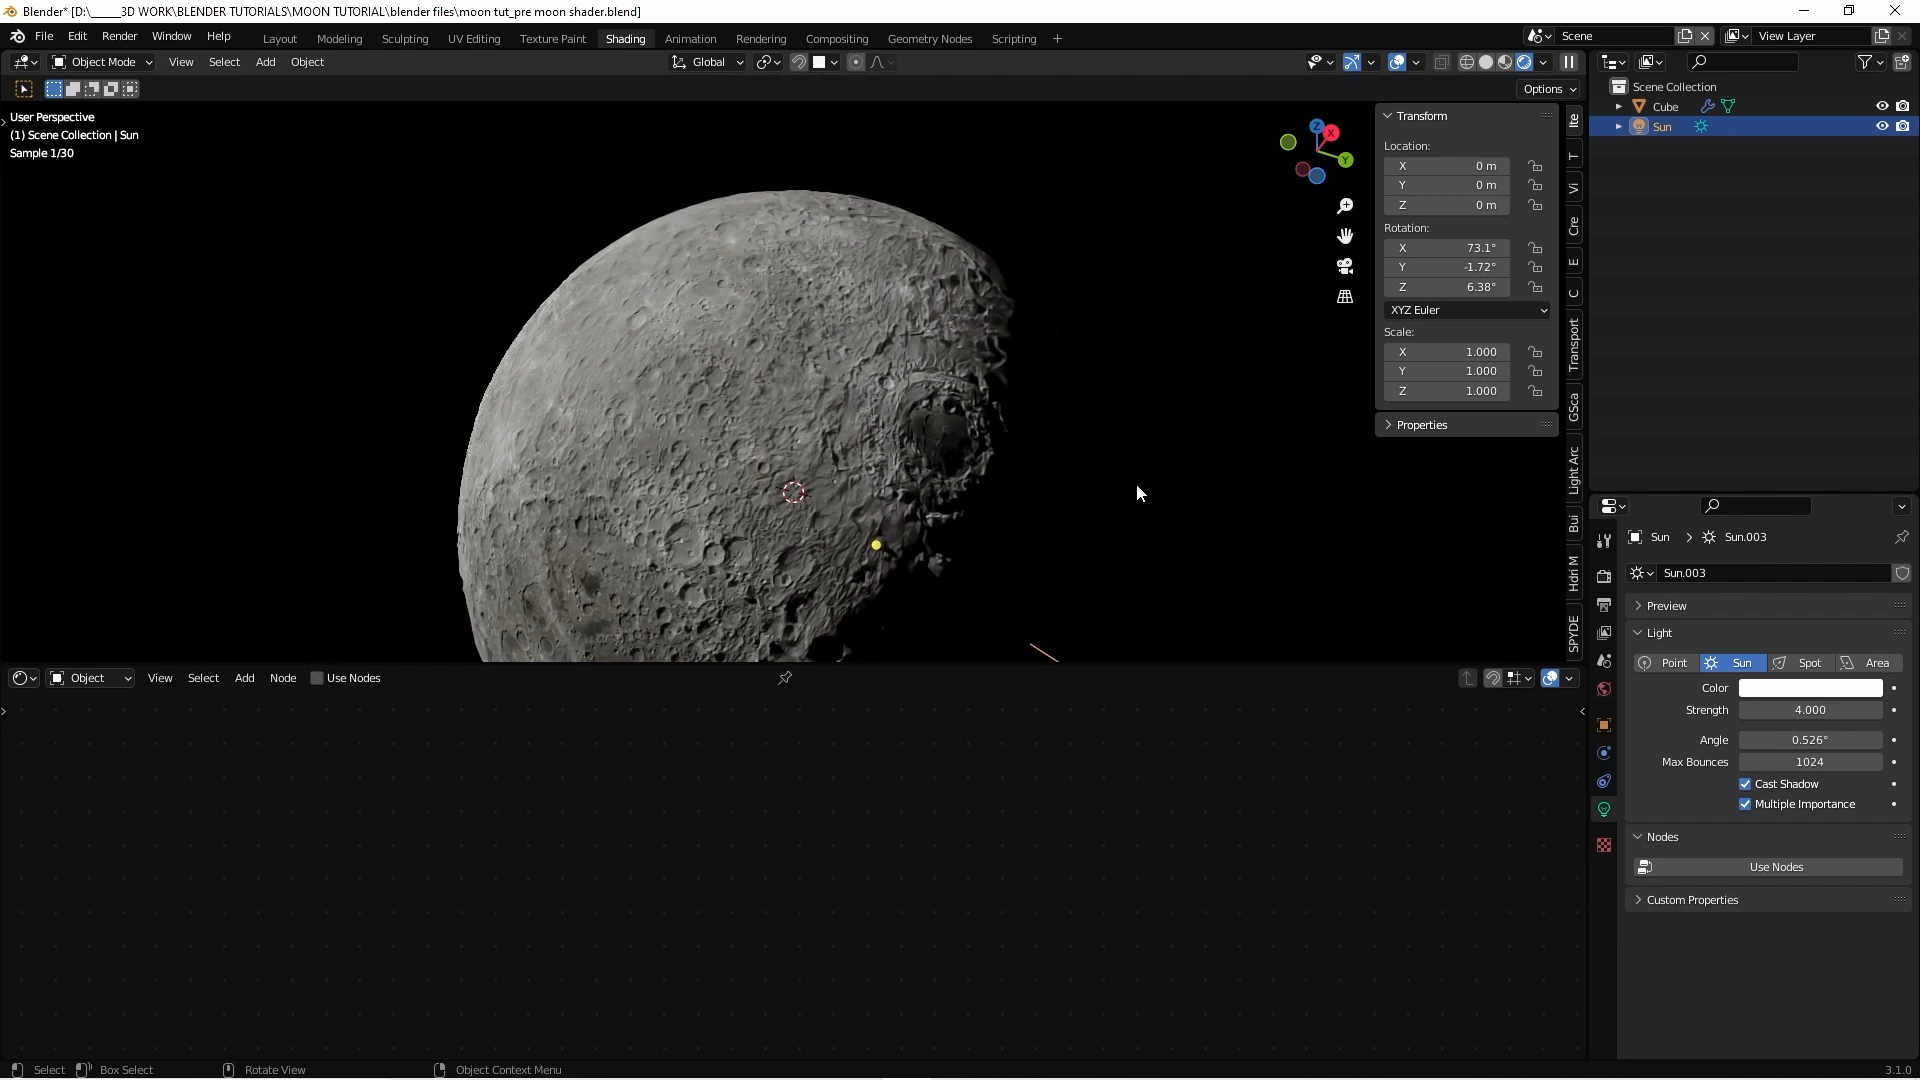 Blender* [D:\_____3D WORK\BLENDER TUTORIALS\MOON TUTORIAL\blender files\moon tut_pre moon shader.blend]
File Edit Render Window Help Layout Modeling Sculpting UV Editing Texture Paint Shading Animation Rendering Compositing Geometry Nodes Scripting + Scene View Layer
Object Mode View Select Add Object Global
Options
User Perspective
(1) Scene Collection | Sun
Sample 1/30
Z
X
Y
Transform
Location:
X 0 m
Y 0 m
Z 0 m
Rotation:
X 73.1°
Y -1.72°
Z 6.38°
XYZ Euler
Scale:
X 1.000
Y 1.000
Z 1.000
Properties
Ite
T
Vi
Cre
E
C
Transport
GSca
Light Arc
Bui
Hdri M
SPYDE
Scene Collection
Cube
Sun
Sun > Sun.003
Sun.003
Preview
Light
Point Sun Spot Area
Color
Strength 4.000
Angle 0.526°
Max Bounces 1024
Cast Shadow
Multiple Importance
Nodes
Use Nodes
Custom Properties
Object View Select Add Node Use Nodes
Select Box Select Rotate View Object Context Menu 3.1.0